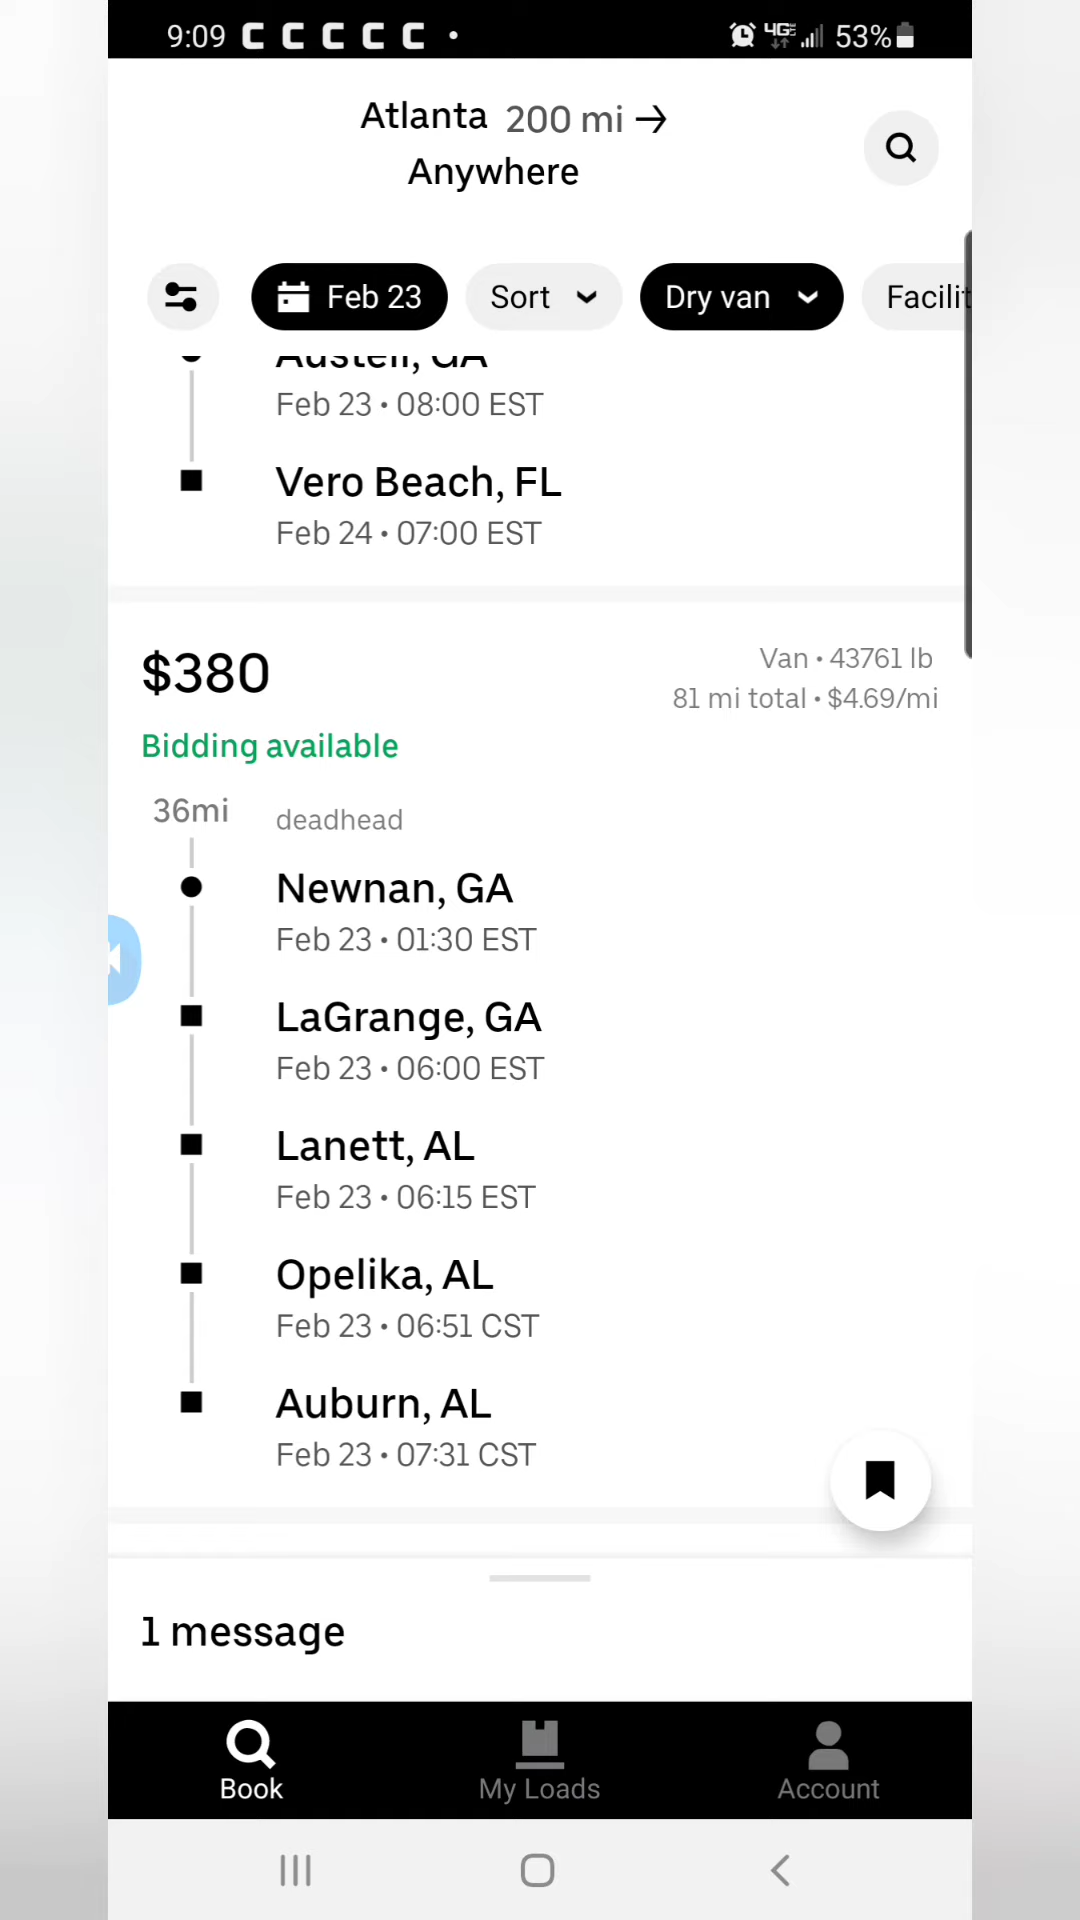 9:09 C C C C C • 4G 53%
Atlanta 200 mi →
Anywhere
Feb 23 Sort Dry van Facilit
Austell, GA
Feb 23 • 08:00 EST
Vero Beach, FL
Feb 24 • 07:00 EST
$380 Van • 43761 lb
81 mi total • $4.69/mi
Bidding available
36mi deadhead
Newnan, GA
Feb 23 • 01:30 EST
LaGrange, GA
Feb 23 • 06:00 EST
Lanett, AL
Feb 23 • 06:15 EST
Opelika, AL
Feb 23 • 06:51 CST
Auburn, AL
Feb 23 • 07:31 CST
1 message
Book My Loads Account